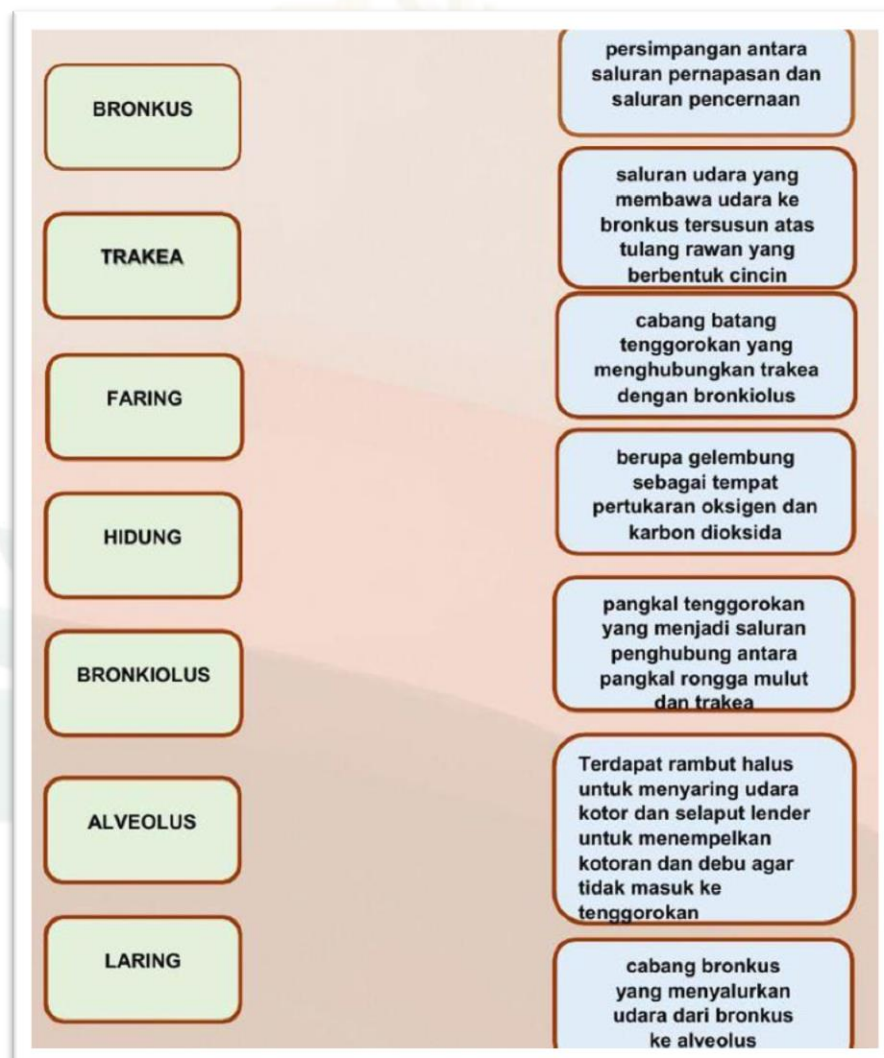 BRONKUS
TRAKEA
FARING
HIDUNG
BRONKIOLUS
ALVEOLUS
LARING
persimpangan antara
saluran pernapasan dan
saluran pencernaan
saluran udara yang
membawa udara ke
bronkus tersusun atas
tulang rawan yang
berbentuk cincin
cabang batang
tenggorokan yang
menghubungkan trakea
dengan bronkiolus
berupa gelembung
sebagai tempat
pertukaran oksigen dan
karbon dioksida
pangkal tenggorokan
yang menjadi saluran
penghubung antara
pangkal rongga mulut
dan trakea
Terdapat rambut halus
untuk menyaring udara
kotor dan selaput lender
untuk menempelkan
kotoran dan debu agar
tidak masuk ke
tenggorokan
cabang bronkus
yang menyalurkan
udara dari bronkus
ke alveolus